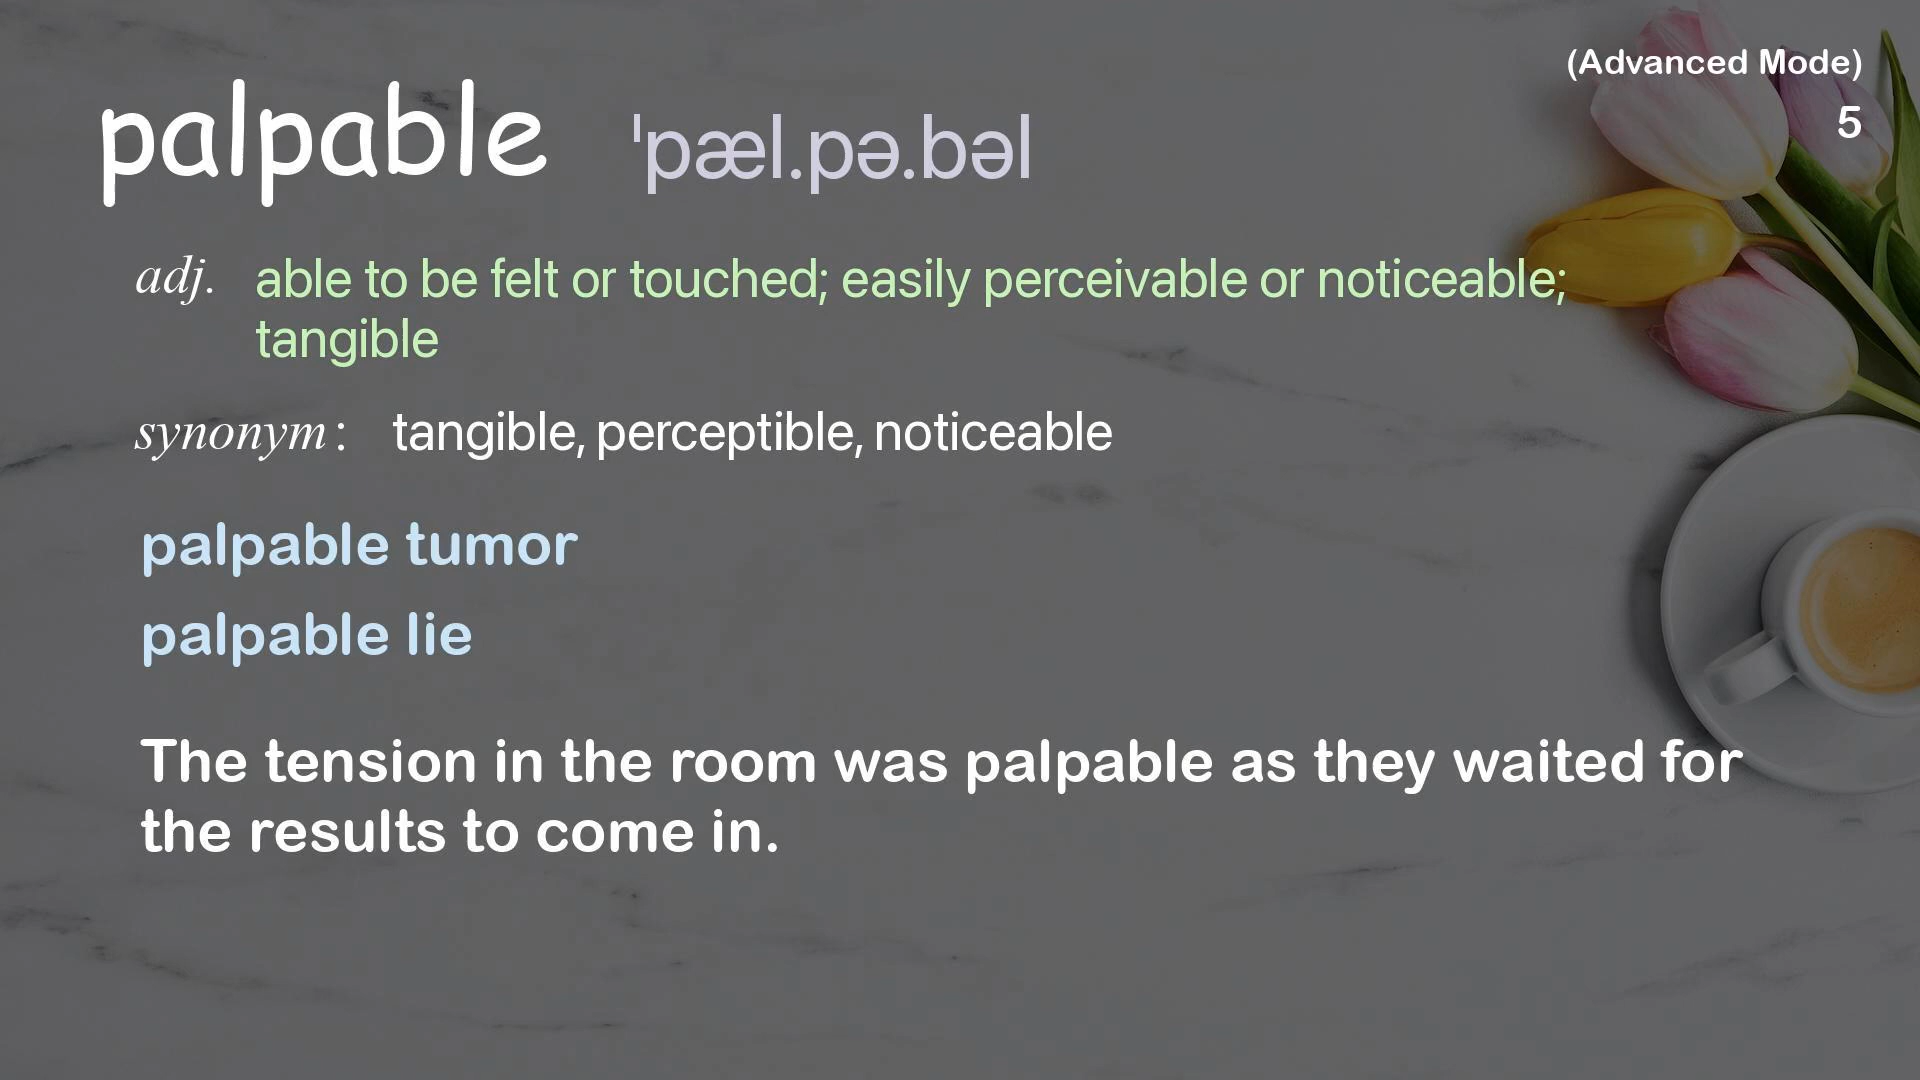 (Advanced Mode)
5
palpable ˈpæl.pə.bəl
adj. able to be felt or touched; easily perceivable or noticeable;
tangible
synonym: tangible, perceptible, noticeable
palpable tumor
palpable lie
The tension in the room was palpable as they waited for
the results to come in.